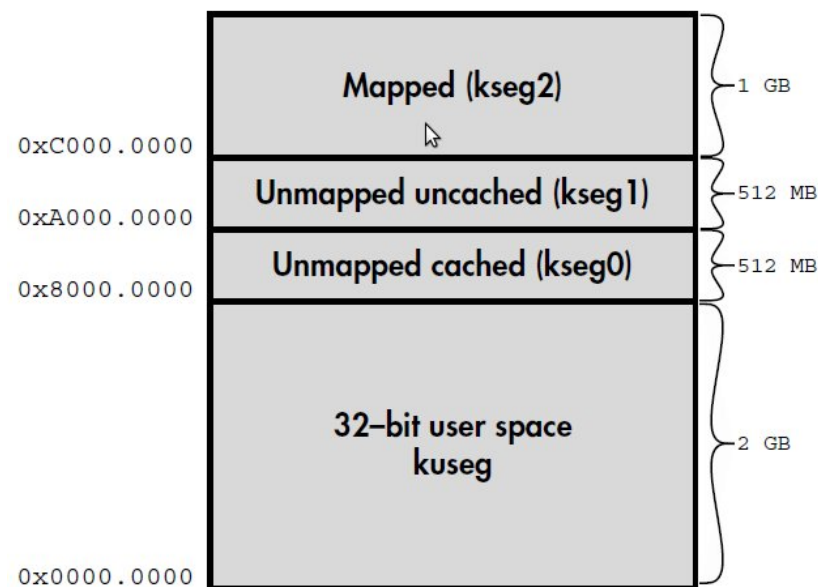 Mapped (kseg2)
1 GB
0xC000.0000
Unmapped uncached (kseg1)
512 MB
0xA000.0000
Unmapped cached (kseg0)
512 MB
0x8000.0000
32-bit user space
kuseg
2 GB
0x0000.0000